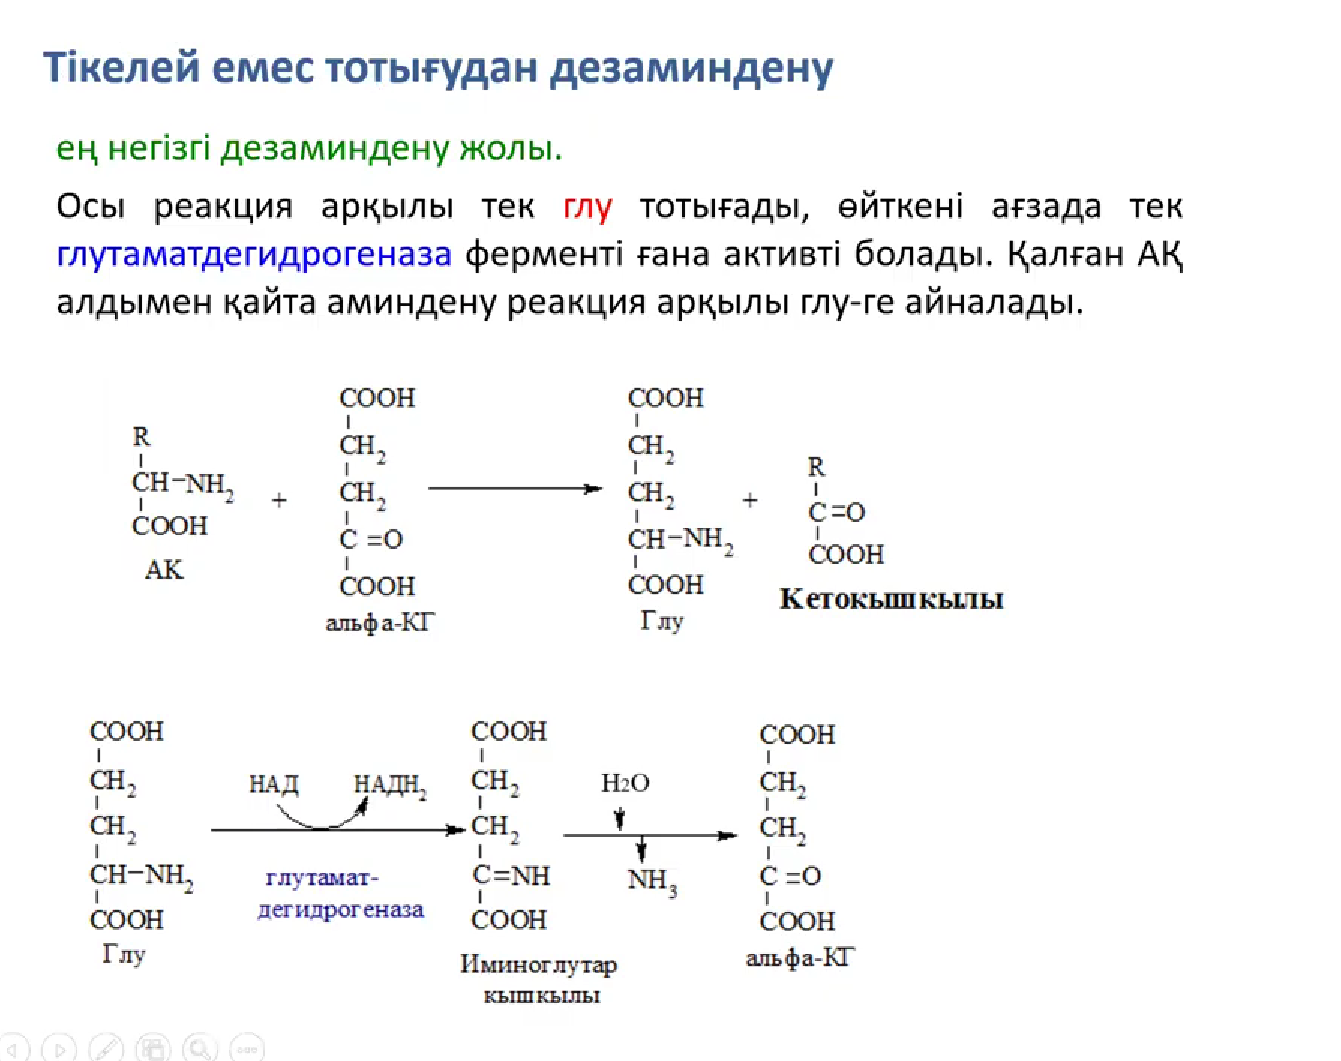 Тікелей емес тотығудан дезаминдену
ең негізгі дезаминдену жолы.
Осы реакция арқылы тек глу тотығады, өйткені ағзада тек
глутаматдегидрогеназа ферменті ғана активті болады. Қалған АҚ
алдымен қайта аминдену реакция арқылы глу-ге айналады.
R
CH-NH2
COOH
АК
+
COOH
CH2
CH2
C =O
COOH
альфа-КГ
COOH
CH2
CH2
CH-NH2
COOH
Глу
+
R
C=O
COOH
Кетокышкылы
COOH
CH2
CH2
CH-NH2
COOH
Глу
НАД
НАДН2
глутамат-
дегидрогеназа
COOH
CH2
CH2
C=NH
COOH
Иминоглутар
кышкылы
H2O
NH3
COOH
CH2
CH2
C =O
COOH
альфа-КГ